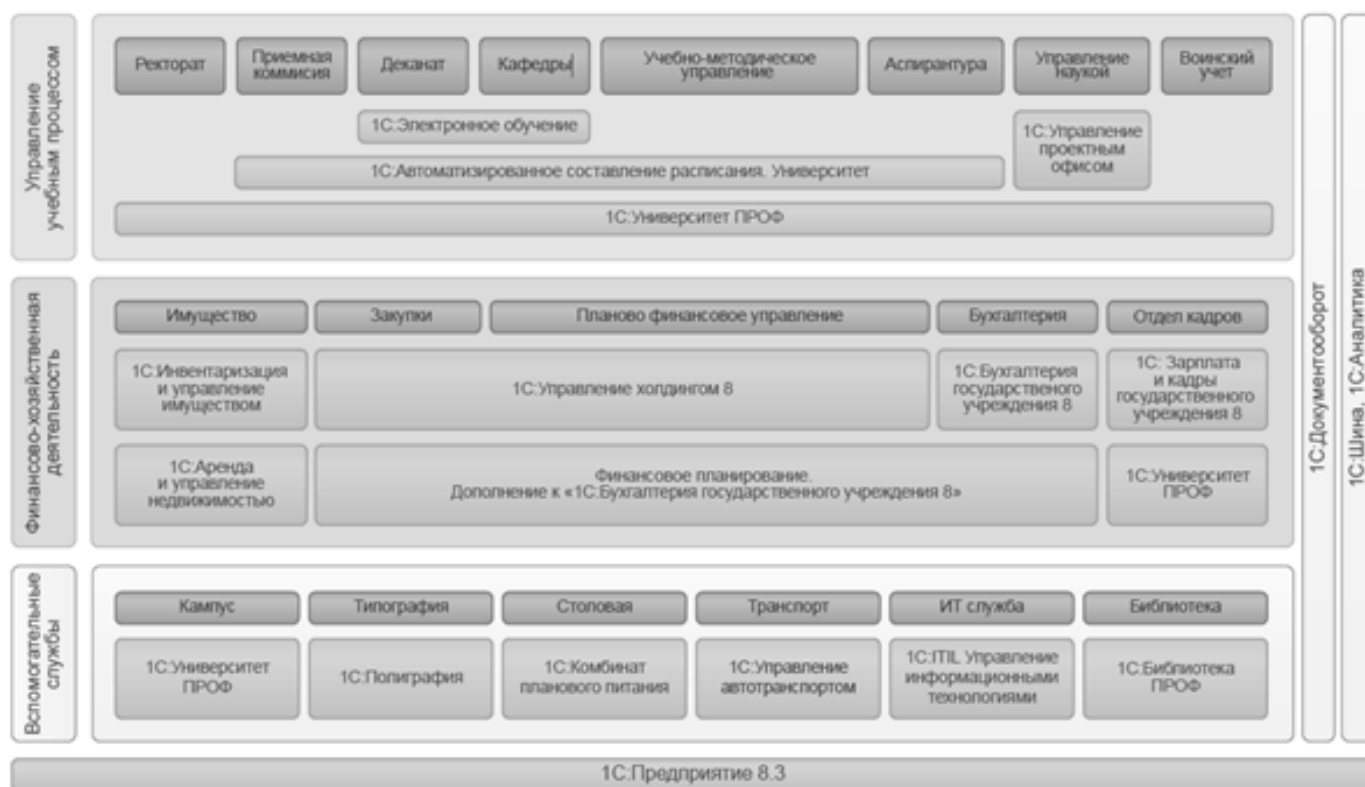 Управление
учебным процессом
Ректорат
Приемная
коммисия
Деканат
Кафедры
Учебно-методическое
управление
Аспирантура
Управление
наукой
Воинский
учет
1С:Электронное обучение
1С:Управление
проектным
офисом
1С:Автоматизированное составление расписания. Университет
1С:Университет ПРОФ
Финансово-хозяйственная
деятельность
Имущество
Закупки
Планово финансовое управление
Бухгалтерия
Отдел кадров
1С:Инвентаризация
и управление
имуществом
1С:Управление холдингом 8
1С:Бухгалтерия
государственого
учреждения 8
1С: Зарплата
и кадры
государственного
учреждения 8
1С:Аренда
и управление
недвижимостью
Финансовое планирование.
Дополнение к «1С:Бухгалтерия государственного учреждения 8»
1С:Университет
ПРОФ
Вспомогательные
службы
Кампус
Типография
Столовая
Транспорт
ИТ служба
Библиотека
1С:Университет
ПРОФ
1С:Полиграфия
1С:Комбинат
планового питания
1С:Управление
автотранспортом
1С:ITIL Управление
информационными
технологиями
1С:Библиотека
ПРОФ
1С:Документооборот
1С:Шина, 1С:Аналитика
1С:Предприятие 8.3